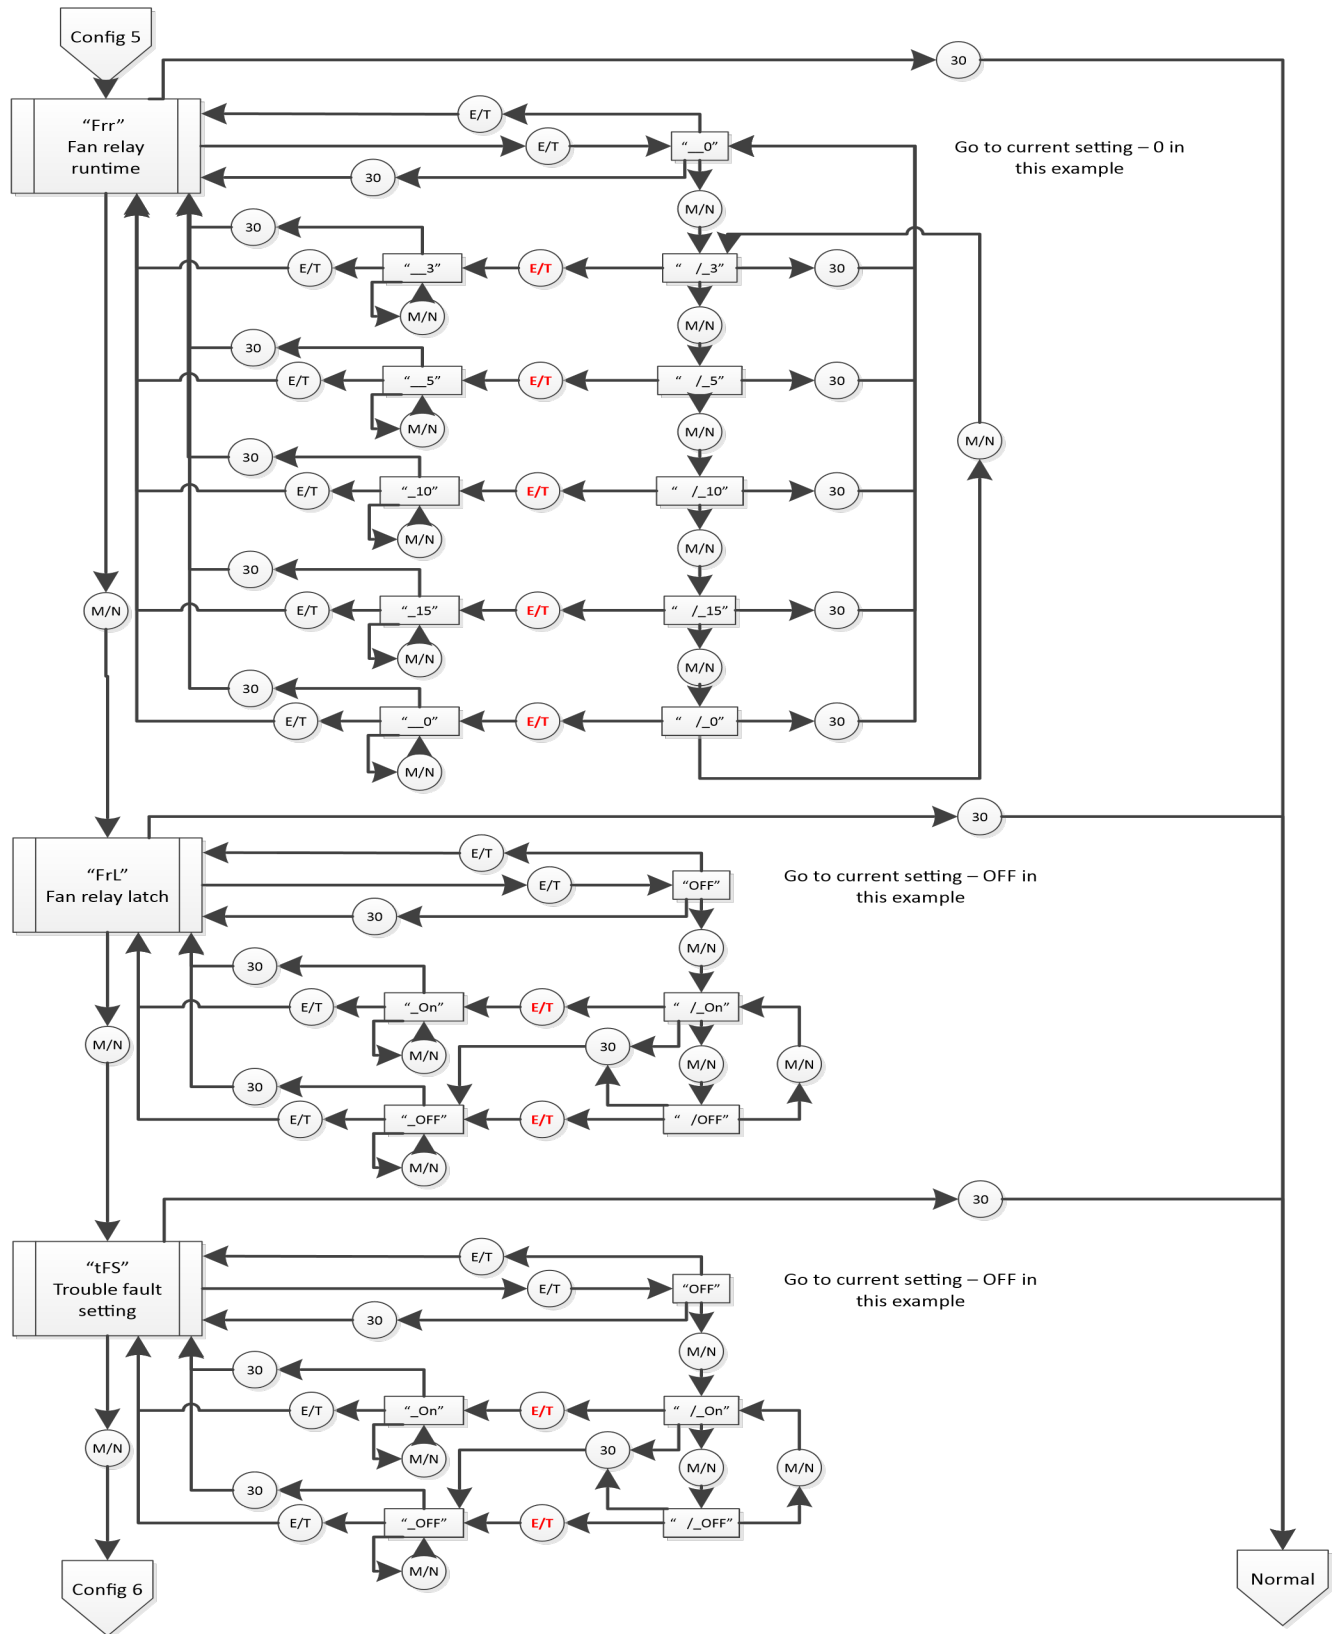 Config 5
30
“Frr”
Fan relay
runtime
E/T
E/T
“__0”
Go to current setting – 0 in
this example
30
M/N
30
E/T
“__3”
E/T
“ /_3”
30
M/N
M/N
30
E/T
“__5”
E/T
“ /_5”
30
M/N
M/N
M/N
30
E/T
“_10”
E/T
“ /_10”
30
M/N
M/N
30
M/N
E/T
“_15”
E/T
“ /_15”
30
M/N
M/N
30
E/T
“__0”
E/T
“ /_0”
30
M/N
30
“FrL”
Fan relay latch
E/T
E/T
“OFF”
Go to current setting – OFF in
this example
30
M/N
30
E/T
“_On”
E/T
“ /_On”
M/N
M/N
30
M/N
M/N
30
E/T
“_OFF”
E/T
“ /OFF”
M/N
30
“tFS”
Trouble fault
setting
E/T
E/T
“OFF”
Go to current setting – OFF in
this example
30
M/N
30
E/T
“_On”
E/T
“ /_On”
M/N
M/N
30
M/N
M/N
30
E/T
“_OFF”
E/T
“ /_OFF”
M/N
Config 6
Normal